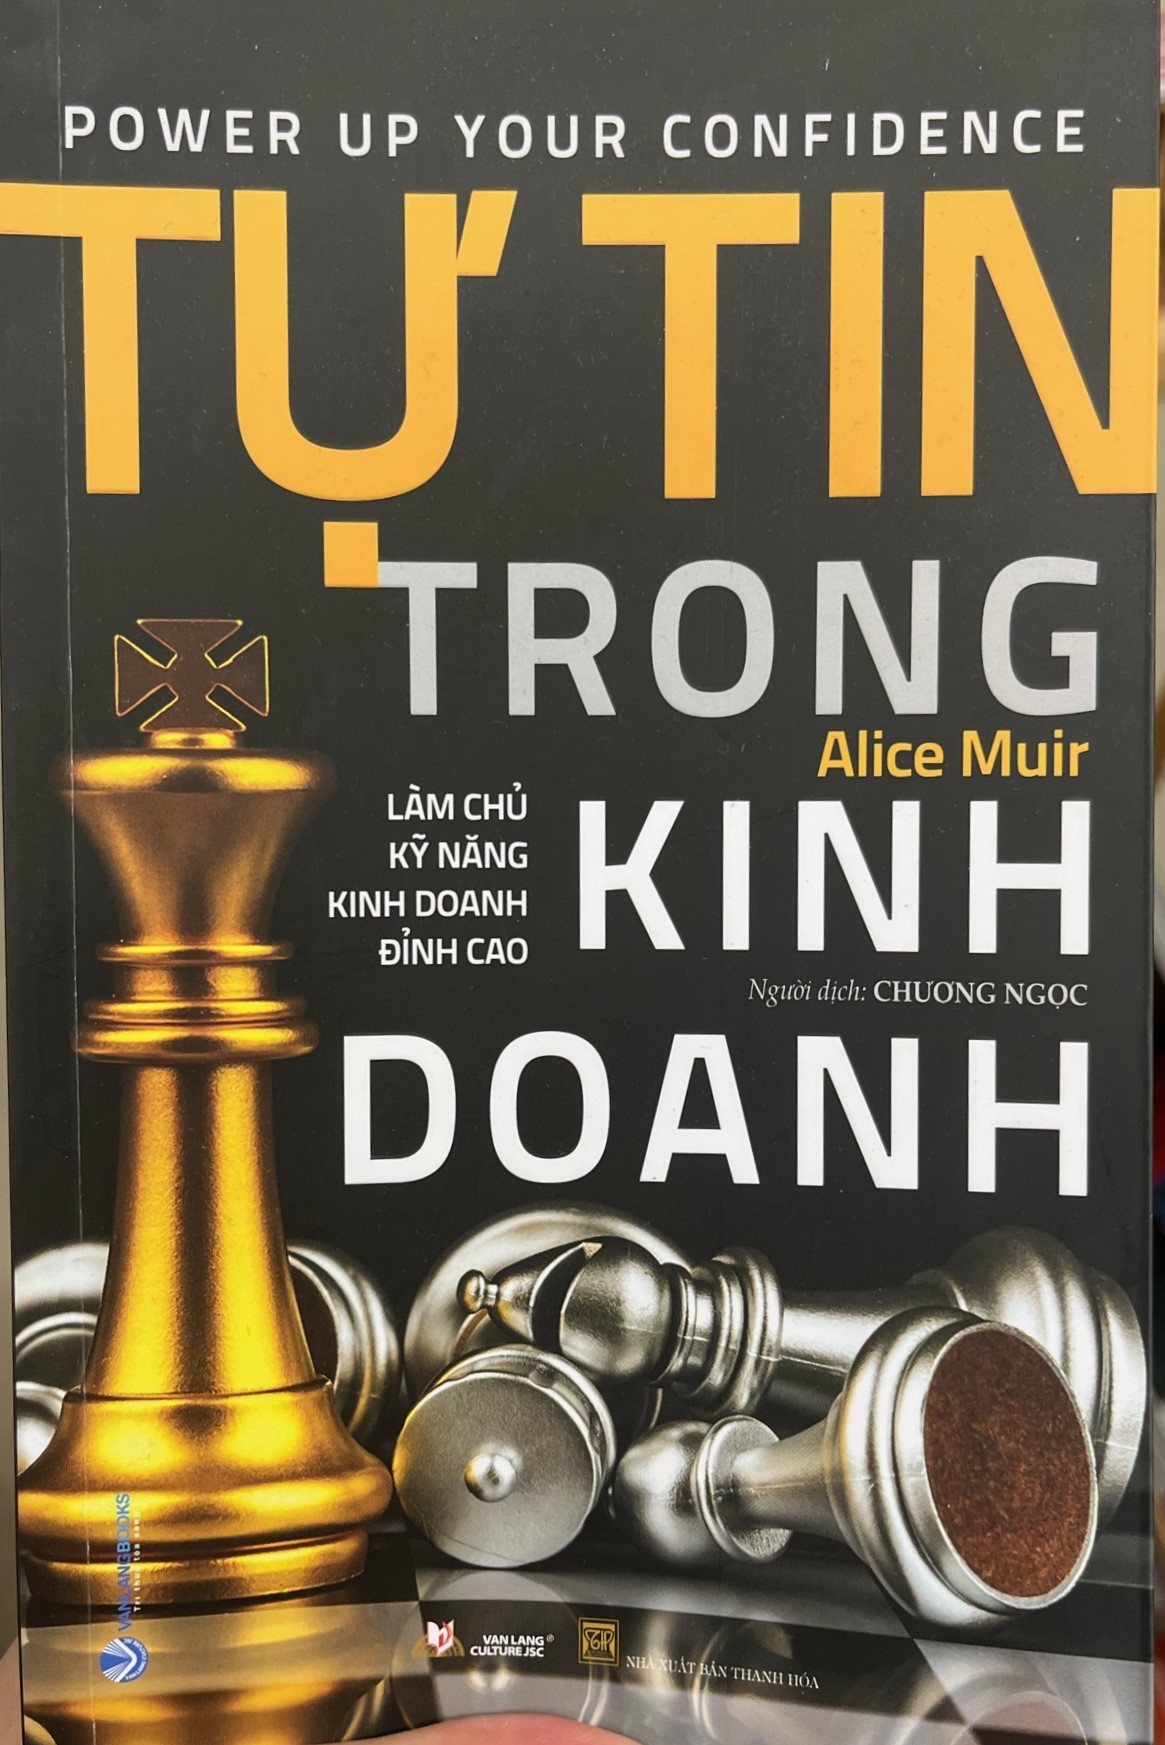 POWER UP YOUR CONFIDENCE
TỰ TIN
TRONG
Alice Muir
LÀM CHỦ
KỸ NĂNG
KINH DOANH
ĐỈNH CAO
KINH
Người dịch: CHƯƠNG NGỌC
DOANH
VANLANGBOOKS
VAN LANG®
CULTURE JSC
NHÀ XUẤT BẢN THANH HÓA